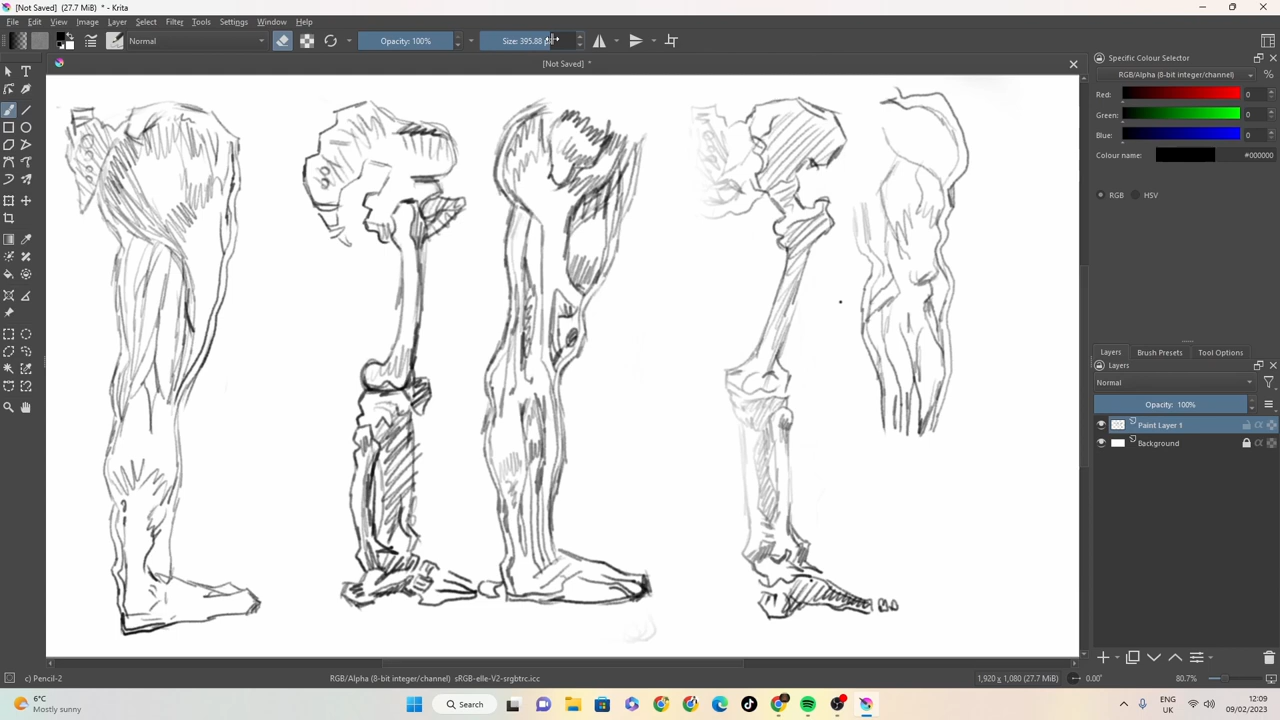 [Not Saved] (27.7 MiB) * - Krita
File Edit View Image Layer Select Filter Tools Settings Window Help
Normal Opacity: 100% Size: 395.88
[Not Saved] *
Specific Colour Selector
RGB/Alpha (8-bit integer/channel) %
Red: 0
Green: 0
Blue: 0
Colour name: #000000
RGB HSV
Layers Brush Presets Tool Options
Layers
Normal
Opacity: 100%
Paint Layer 1
Background
c) Pencil-2 RGB/Alpha (8-bit integer/channel) sRGB-elle-V2-srgbtrc.icc 1,920 x 1,080 (27.7 MiB) 0.00° 80.7%
6°C
Mostly sunny
Search
ENG
UK
12:09
09/02/2023